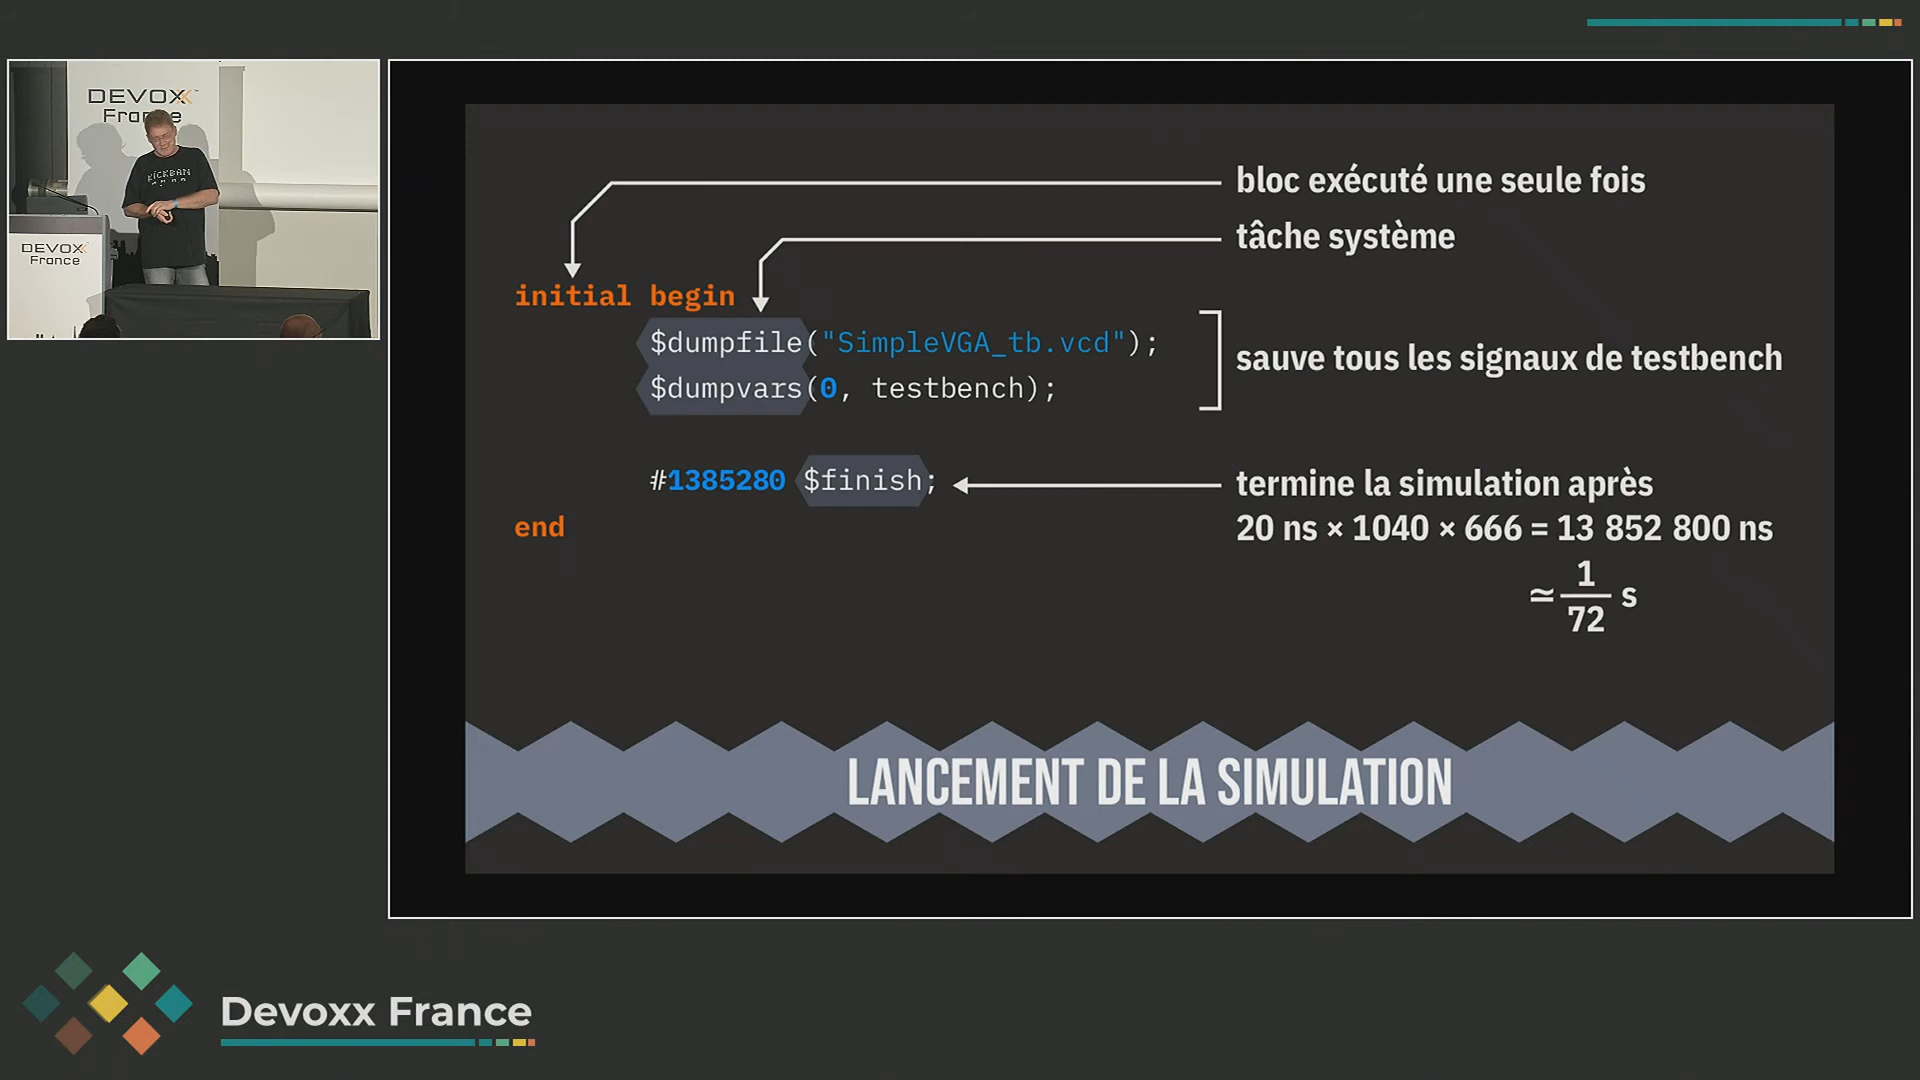 DEVOXX
France
KICKBAN
DEVOXX
France
bloc exécuté une seule fois
tâche système
initial begin
$dumpfile("SimpleVGA_tb.vcd");
$dumpvars(0, testbench);
sauve tous les signaux de testbench
#1385280 $finish;
end
termine la simulation après
20 ns × 1040 × 666 = 13 852 800 ns
≃ 1/72 s
LANCEMENT DE LA SIMULATION
Devoxx France